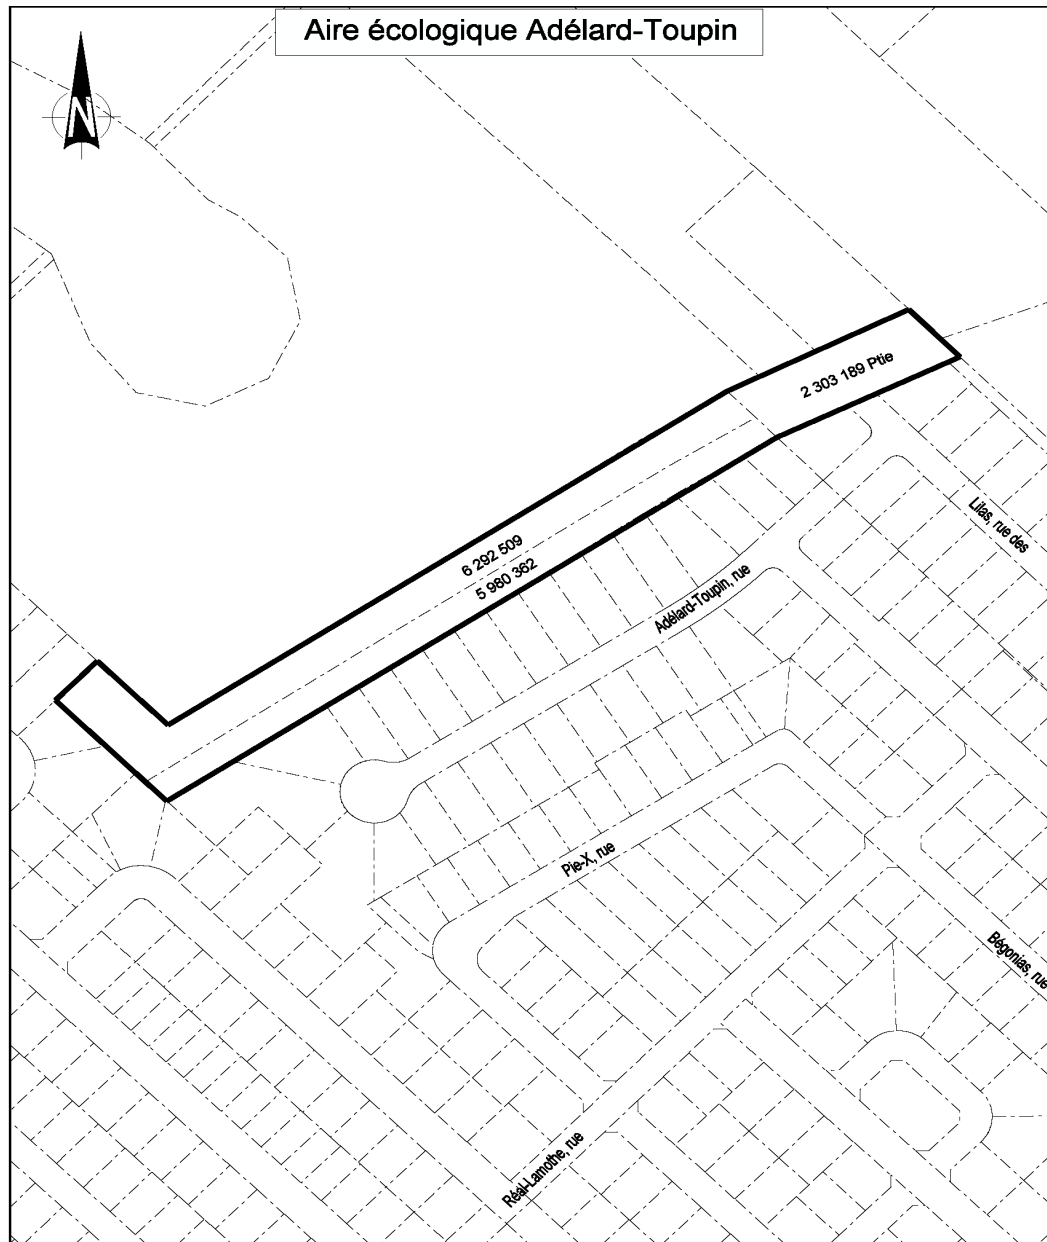 Aire écologique Adélard-Toupin
N
2 303 189 Ptie
6 292 509
5 980 362
Lilas, rue des
Adélard-Toupin, rue
Pie-X, rue
Bégonias, rue
Réal-Lamothe, rue